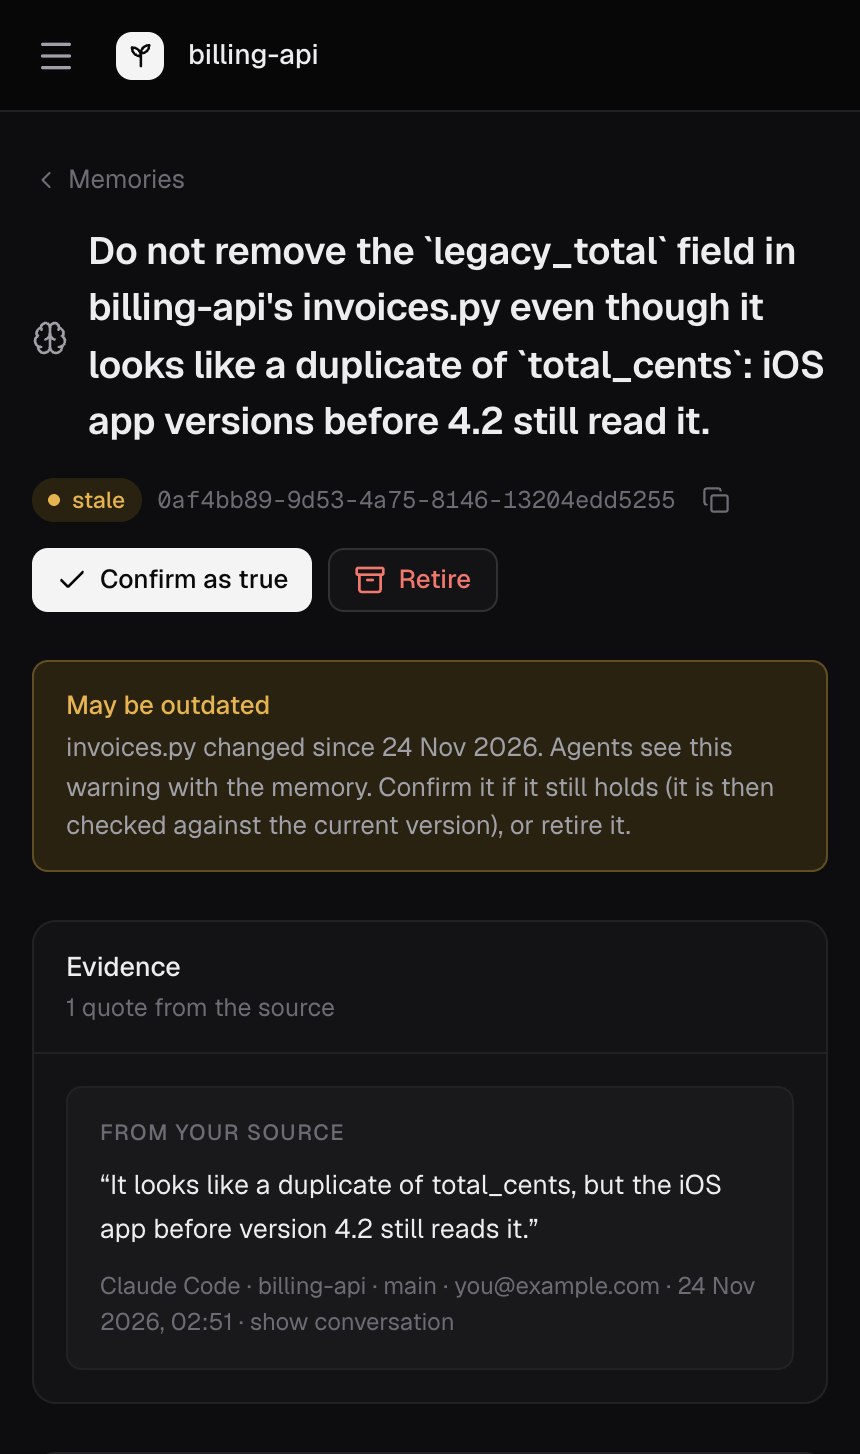 billing-api
Memories
Do not remove the `legacy_total` field in
billing-api's invoices.py even though it
looks like a duplicate of `total_cents`: iOS
app versions before 4.2 still read it.
stale 0af4bb89-9d53-4a75-8146-13204edd5255
Confirm as true Retire
May be outdated
invoices.py changed since 24 Nov 2026. Agents see this
warning with the memory. Confirm it if it still holds (it is then
checked against the current version), or retire it.
Evidence
1 quote from the source
FROM YOUR SOURCE
“It looks like a duplicate of total_cents, but the iOS
app before version 4.2 still reads it.”
Claude Code · billing-api · main · you@example.com · 24 Nov
2026, 02:51 · show conversation